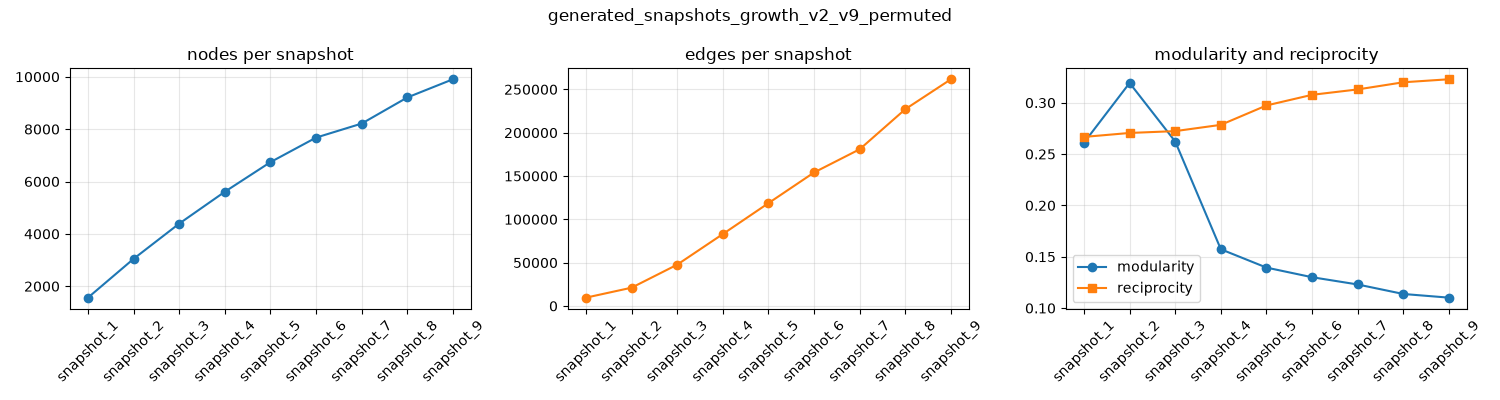 generated_snapshots_growth_v2_v9_permuted
nodes per snapshot
10000
8000
6000
4000
2000
snapshot_1
snapshot_2
snapshot_3
snapshot_4
snapshot_5
snapshot_6
snapshot_7
snapshot_8
snapshot_9
edges per snapshot
250000
200000
150000
100000
50000
0
snapshot_1
snapshot_2
snapshot_3
snapshot_4
snapshot_5
snapshot_6
snapshot_7
snapshot_8
snapshot_9
modularity and reciprocity
0.30
0.25
0.20
0.15
0.10
modularity
reciprocity
snapshot_1
snapshot_2
snapshot_3
snapshot_4
snapshot_5
snapshot_6
snapshot_7
snapshot_8
snapshot_9